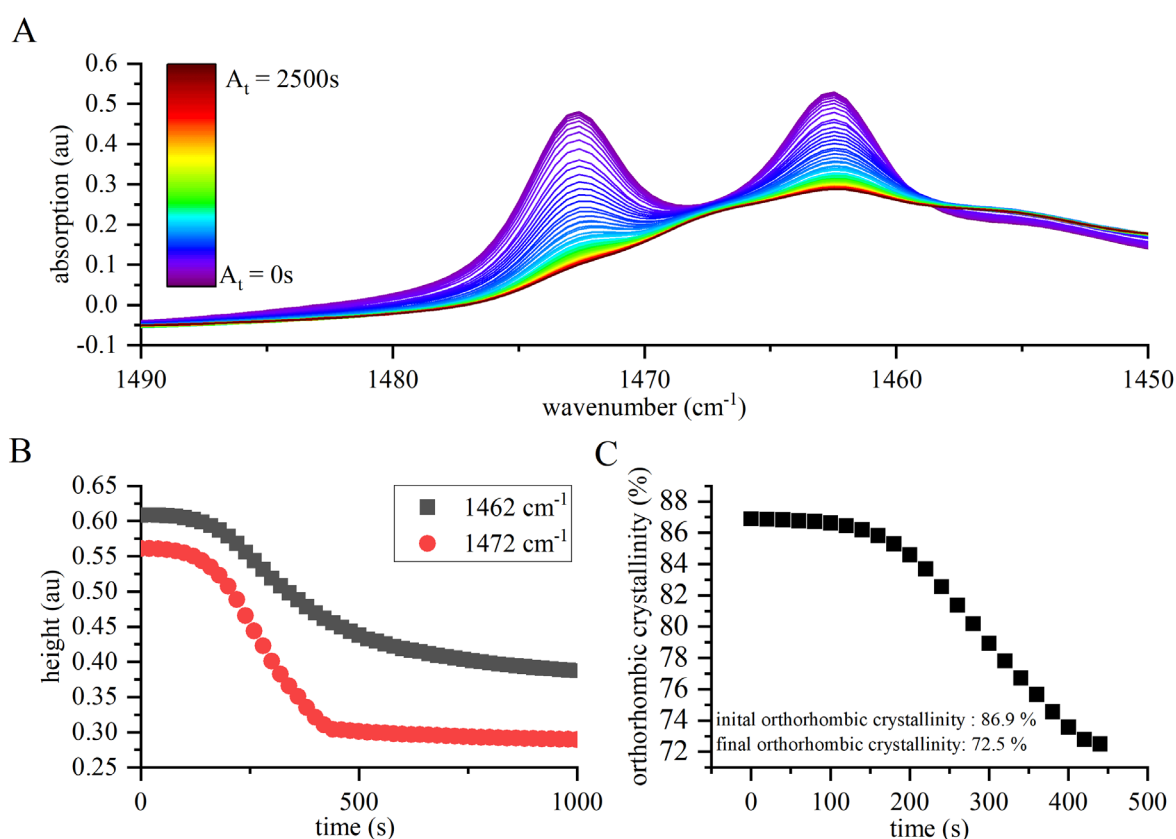 A
A_t = 2500s
A_t = 0s
absorption (au)
0.6
0.5
0.4
0.3
0.2
0.1
0.0
-0.1
1490 1480 1470 1460 1450
wavenumber (cm⁻¹)
B
1462 cm⁻¹
1472 cm⁻¹
height (au)
0.65
0.60
0.55
0.50
0.45
0.40
0.35
0.30
0.25
0 500 1000
time (s)
C
orthorhombic crystallinity (%)
88
86
84
82
80
78
76
74
72
inital orthorhombic crystallinity : 86.9 %
final orthorhombic crystallinity: 72.5 %
0 100 200 300 400 500
time (s)